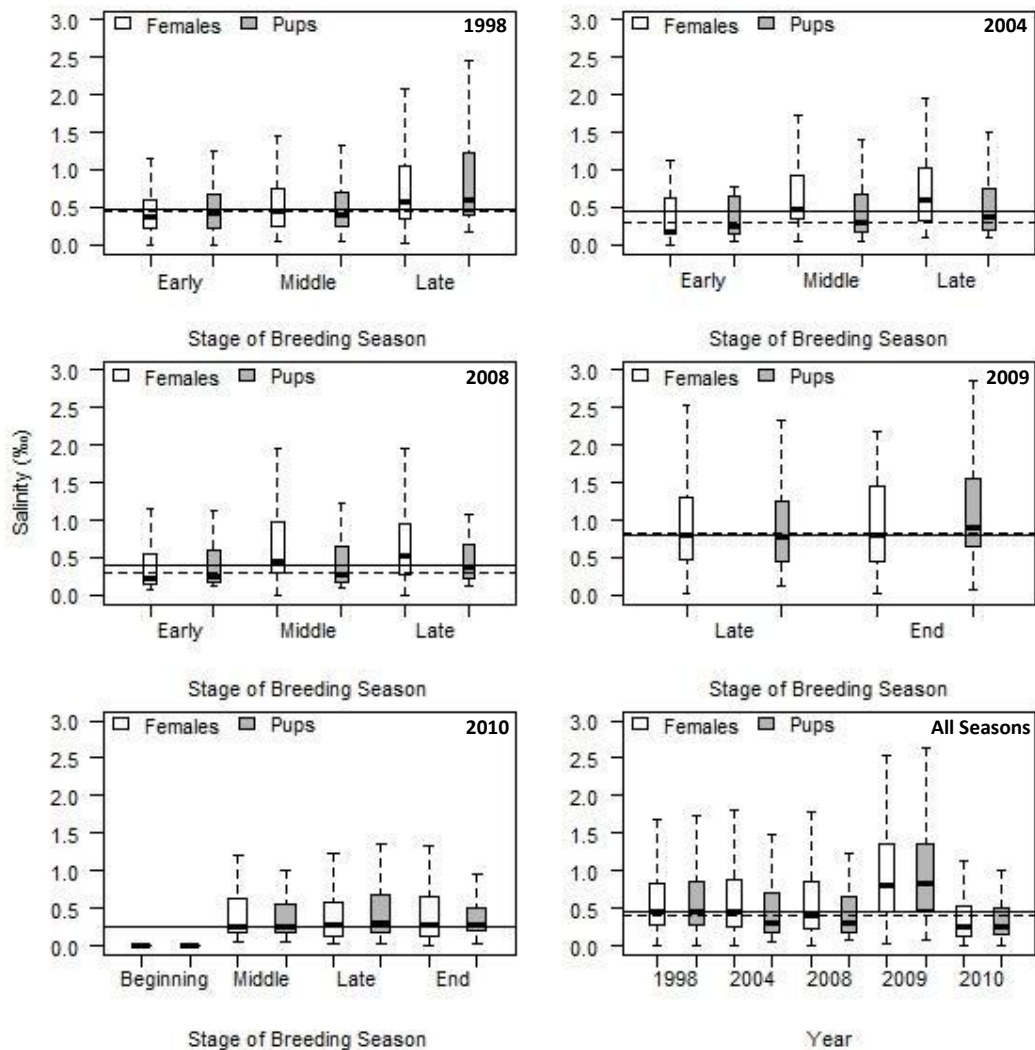 Salinity (‰)
Females Pups 1998
3.0
2.5
2.0
1.5
1.0
0.5
0.0
Early Middle Late
Stage of Breeding Season
Females Pups 2004
3.0
2.5
2.0
1.5
1.0
0.5
0.0
Early Middle Late
Stage of Breeding Season
Females Pups 2008
3.0
2.5
2.0
1.5
1.0
0.5
0.0
Early Middle Late
Stage of Breeding Season
Females Pups 2009
3.0
2.5
2.0
1.5
1.0
0.5
0.0
Late End
Stage of Breeding Season
Females Pups 2010
3.0
2.5
2.0
1.5
1.0
0.5
0.0
Beginning Middle Late End
Stage of Breeding Season
Females Pups All Seasons
3.0
2.5
2.0
1.5
1.0
0.5
0.0
1998 2004 2008 2009 2010
Year